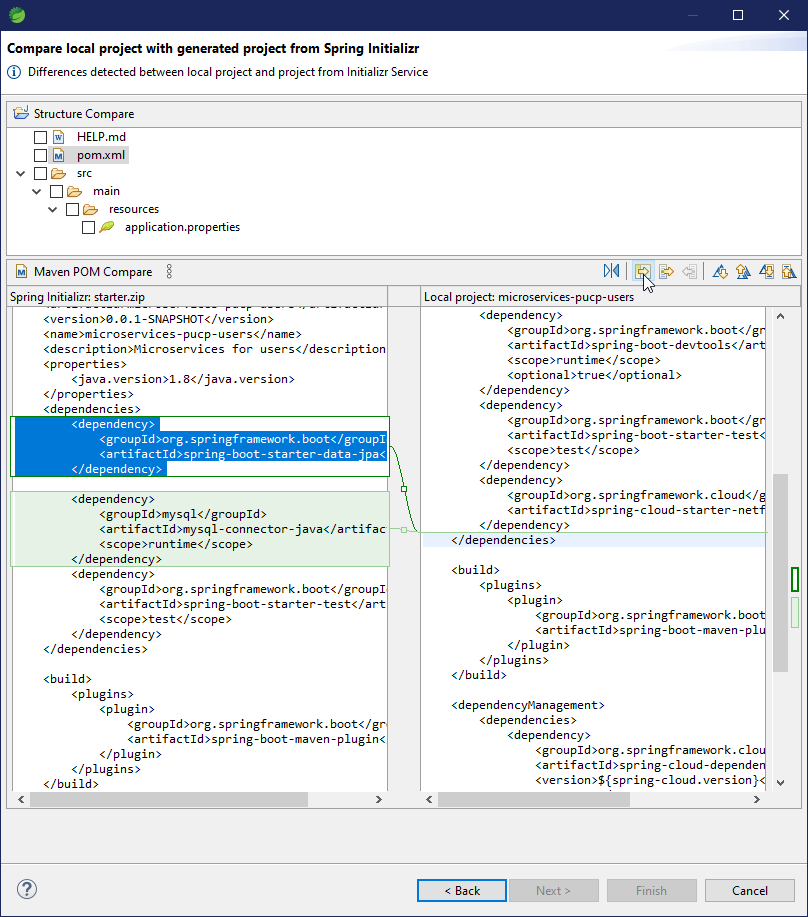 Compare local project with generated project from Spring Initializr
Differences detected between local project and project from Initializr Service
Structure Compare
HELP.md
pom.xml
src
main
resources
application.properties
Maven POM Compare
Spring Initializr: starter.zip
<version>0.0.1-SNAPSHOT</version>
<name>microservices-pucp-users</name>
<description>Microservices for users</description
<properties>
<java.version>1.8</java.version>
</properties>
<dependencies>
<dependency>
<groupId>org.springframework.boot</groupI
<artifactId>spring-boot-starter-data-jpa<
</dependency>
<dependency>
<groupId>mysql</groupId>
<artifactId>mysql-connector-java</artifac
<scope>runtime</scope>
</dependency>
<dependency>
<groupId>org.springframework.boot</groupI
<artifactId>spring-boot-starter-test</art
<scope>test</scope>
</dependency>
</dependencies>
<build>
<plugins>
<plugin>
<groupId>org.springframework.boot</gr
<artifactId>spring-boot-maven-plugin<
</plugin>
</plugins>
</build>
Local project: microservices-pucp-users
<dependency>
<groupId>org.springframework.boot</gr
<artifactId>spring-boot-devtools</art
<scope>runtime</scope>
<optional>true</optional>
</dependency>
<dependency>
<groupId>org.springframework.boot</gr
<artifactId>spring-boot-starter-test<
<scope>test</scope>
</dependency>
<dependency>
<groupId>org.springframework.cloud</g
<artifactId>spring-cloud-starter-netf
</dependency>
</dependencies>
<build>
<plugins>
<plugin>
<groupId>org.springframework.boot
<artifactId>spring-boot-maven-plu
</plugin>
</plugins>
</build>
<dependencyManagement>
<dependencies>
<dependency>
<groupId>org.springframework.clou
<artifactId>spring-cloud-dependen
<version>${spring-cloud.version}<
< Back
Next >
Finish
Cancel